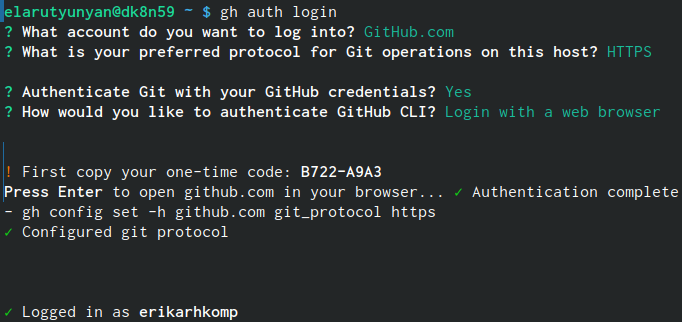 elarutyunyan@dk8n59 ~ $ gh auth login
? What account do you want to log into? GitHub.com
? What is your preferred protocol for Git operations on this host? HTTPS
? Authenticate Git with your GitHub credentials? Yes
? How would you like to authenticate GitHub CLI? Login with a web browser
! First copy your one-time code: B722-A9A3
Press Enter to open github.com in your browser... ✓ Authentication complete
- gh config set -h github.com git_protocol https
✓ Configured git protocol
✓ Logged in as erikarhkomp